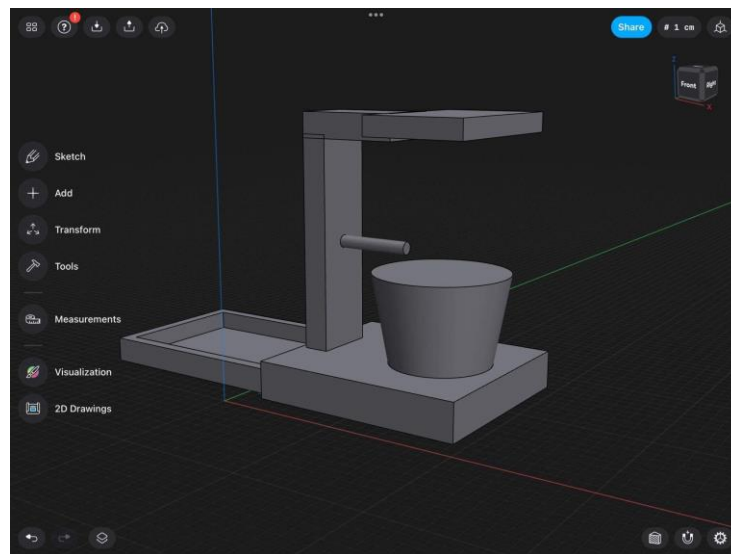 ?
!
Share
# 1 cm
Z
Front
Right
X
Sketch
Add
Transform
Tools
Measurements
Visualization
2D Drawings